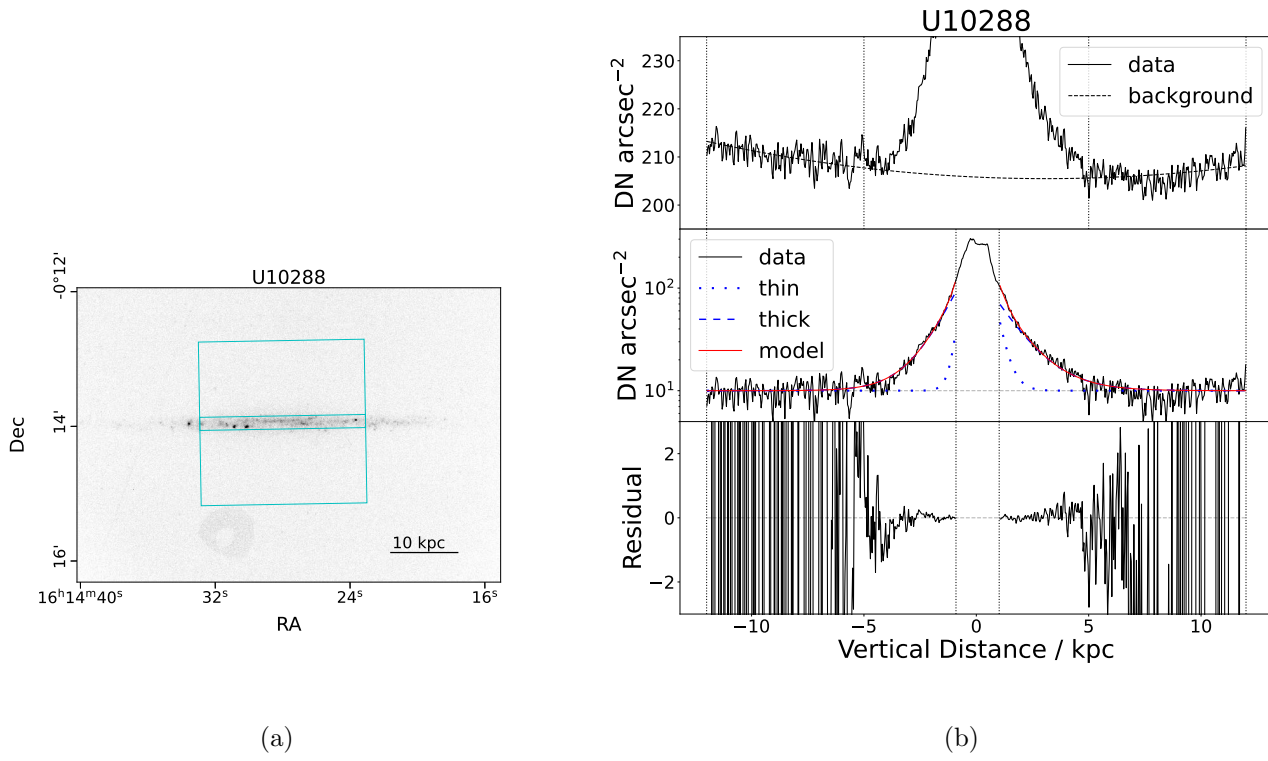 U10288
-0°12'
14'
16'
Dec
10 kpc
16ʰ14ᵐ40ˢ
32ˢ
24ˢ
16ˢ
RA
(a)
U10288
DN arcsec⁻²
230
220
210
200
data
background
DN arcsec⁻²
10²
10¹
data
thin
thick
model
Residual
2
0
−2
−10
−5
0
5
10
Vertical Distance / kpc
(b)